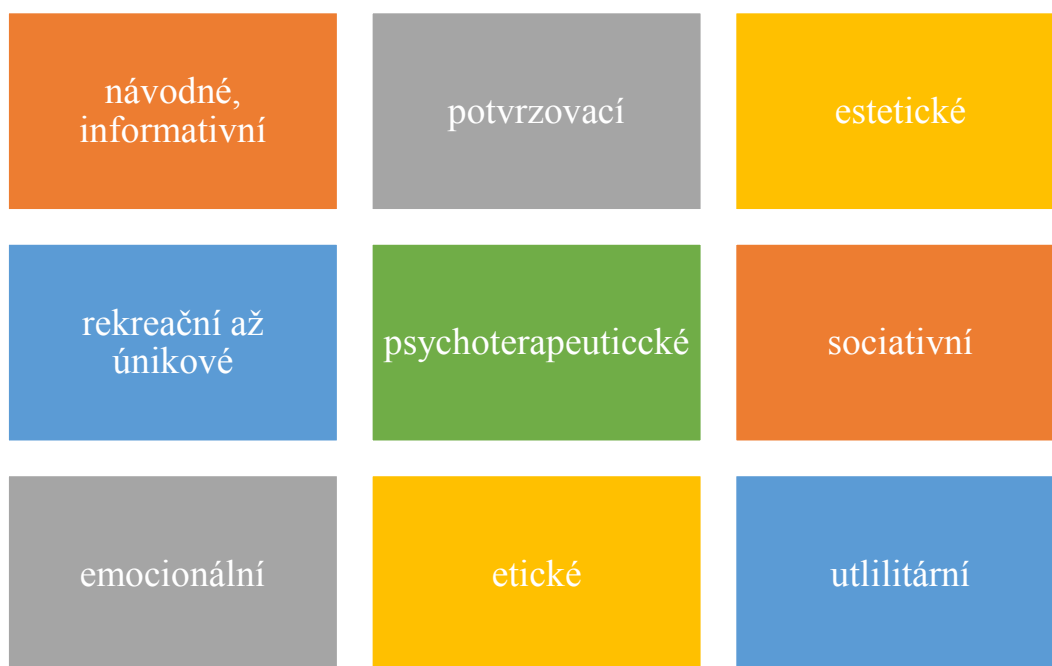 návodné,
informativní
potvrzovací
estetické
rekreační až
únikové
psychoterapeuticcké
sociativní
emocionální
etické
utlilitární